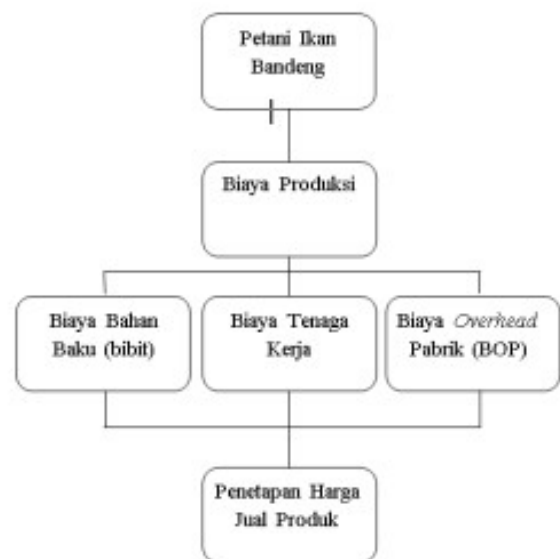 Petani Ikan
Bandeng
Biaya Produksi
Biaya Bahan
Baku (bibit)
Biaya Tenaga
Kerja
Biaya Overhead
Pabrik (BOP)
Penetapan Harga
Jual Produk